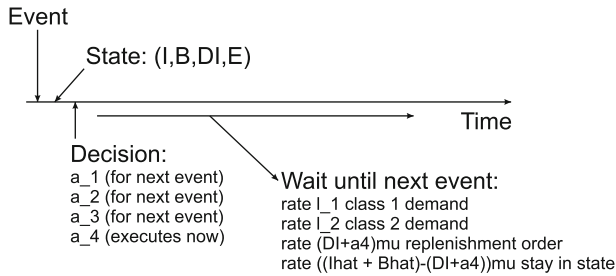 Event
State: (I,B,DI,E)
Time
Decision:
a_1 (for next event)
a_2 (for next event)
a_3 (for next event)
a_4 (executes now)
Wait until next event:
rate l_1 class 1 demand
rate l_2 class 2 demand
rate (DI+a4)mu replenishment order
rate ((Ihat + Bhat)-(DI+a4))mu stay in state